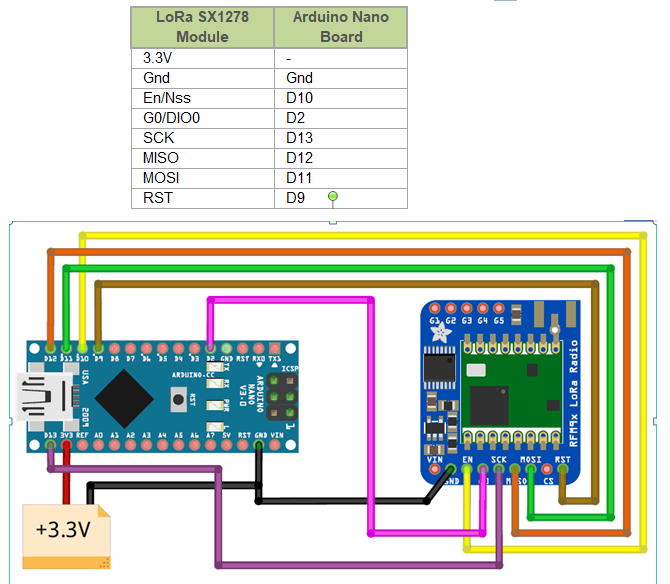 LoRa SX1278 Module Arduino Nano Board
3.3V -
Gnd Gnd
En/Nss D10
G0/DIO0 D2
SCK D13
MISO D12
MOSI D11
RST D9
G1 G2 G3 G4 G5
D12 D11 D10 D9 D8 D7 D6 D5 D4 D3 D2 GND RST RX0 TX1
USA
2009
ARDUINO.CC
RST
TX
RX
PWR
L
ICSP
ARDUINO
NANO
V3.0
RFM9x LoRa Radio
D13 3V3 REF A0 A1 A2 A3 A4 A5 A6 A7 5V RST GND VIN
VIN GND EN G0 SCK MISO MOSI CS RST
+3.3V